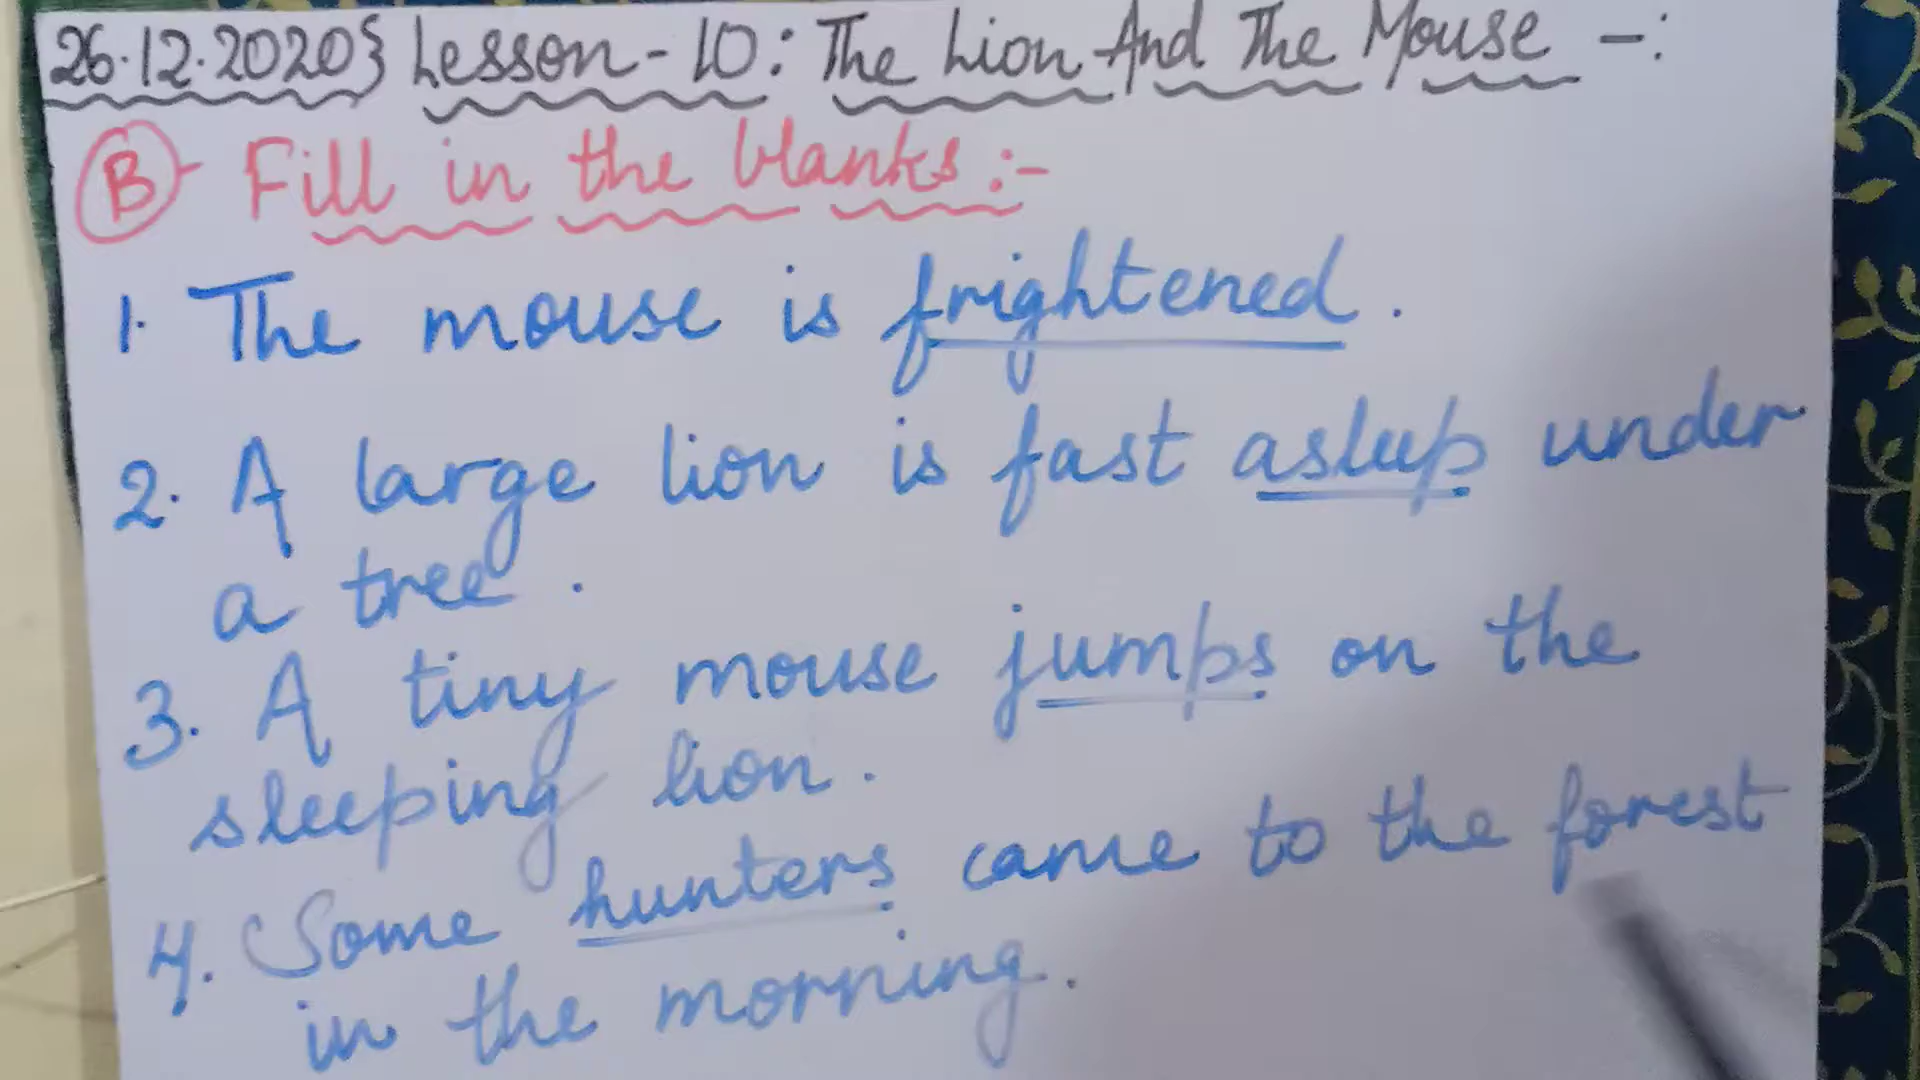 26.12.2020} Lesson-10: The Lion And The Mouse -:
B- Fill in the blanks:-
1. The mouse is frightened.
2. A large lion is fast asleep under
a tree.
3. A tiny mouse jumps on the
sleeping lion.
4. Some hunters came to the forest
in the morning.